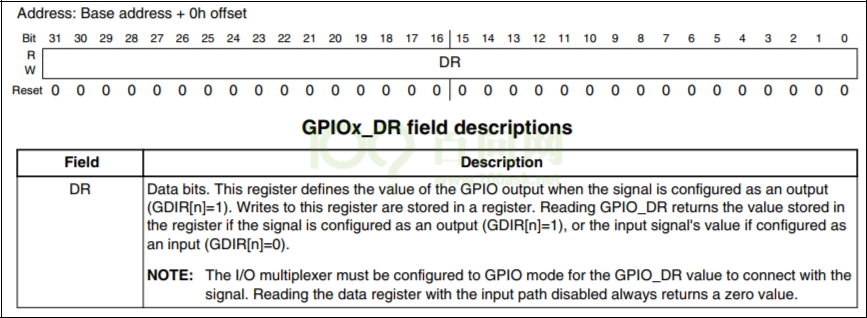 Address: Base address + 0h offset
Bit 31 30 29 28 27 26 25 24 23 22 21 20 19 18 17 16 15 14 13 12 11 10 9 8 7 6 5 4 3 2 1 0
R
DR
W
Reset 0 0 0 0 0 0 0 0 0 0 0 0 0 0 0 0 0 0 0 0 0 0 0 0 0 0 0 0 0 0 0 0
GPIOx_DR field descriptions
Field Description
DR Data bits. This register defines the value of the GPIO output when the signal is configured as an output
(GDIR[n]=1). Writes to this register are stored in a register. Reading GPIO_DR returns the value stored in
the register if the signal is configured as an output (GDIR[n]=1), or the input signal's value if configured as
an input (GDIR[n]=0).
NOTE: The I/O multiplexer must be configured to GPIO mode for the GPIO_DR value to connect with the
signal. Reading the data register with the input path disabled always returns a zero value.